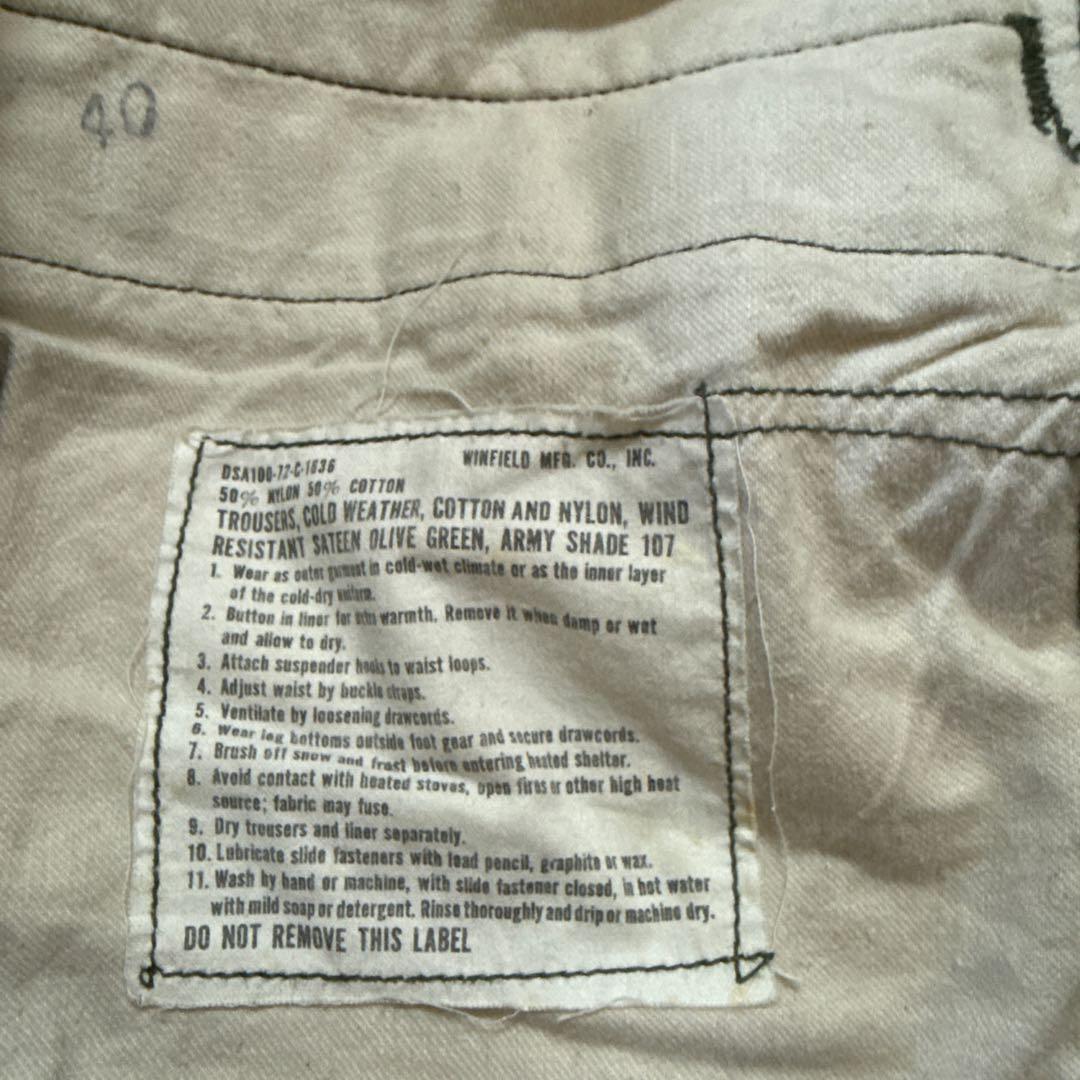 40
DSA100-72-C-1636
WINFIELD MFG. CO., INC.
50% NYLON 50% COTTON
TROUSERS, COLD WEATHER, COTTON AND NYLON, WIND
RESISTANT SATEEN OLIVE GREEN, ARMY SHADE 107
1. Wear as outer garment in cold-wet climate or as the inner layer
of the cold-dry uniform.
2. Button in liner for extra warmth. Remove it when damp or wet
and allow to dry.
3. Attach suspender hooks to waist loops.
4. Adjust waist by buckle straps.
5. Ventilate by loosening drawcords.
6. Wear leg bottoms outside foot gear and secure drawcords.
7. Brush off snow and frost before entering heated shelter.
8. Avoid contact with heated stoves, open fires or other high heat
source; fabric may fuse.
9. Dry trousers and liner separately.
10. Lubricate slide fasteners with lead pencil, graphite or wax.
11. Wash by hand or machine, with slide fastener closed, in hot water
with mild soap or detergent. Rinse thoroughly and drip or machine dry.
DO NOT REMOVE THIS LABEL